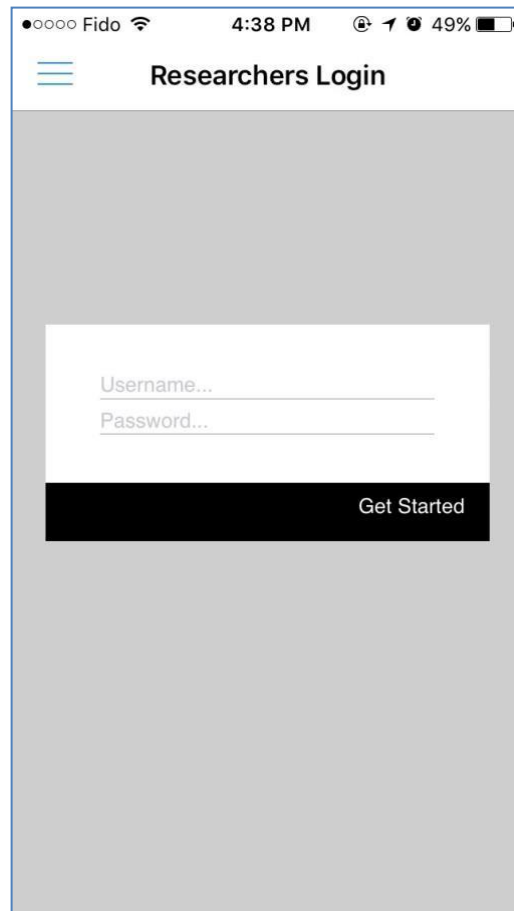 Fido 4:38 PM 49%
Researchers Login
Username...
Password...
Get Started